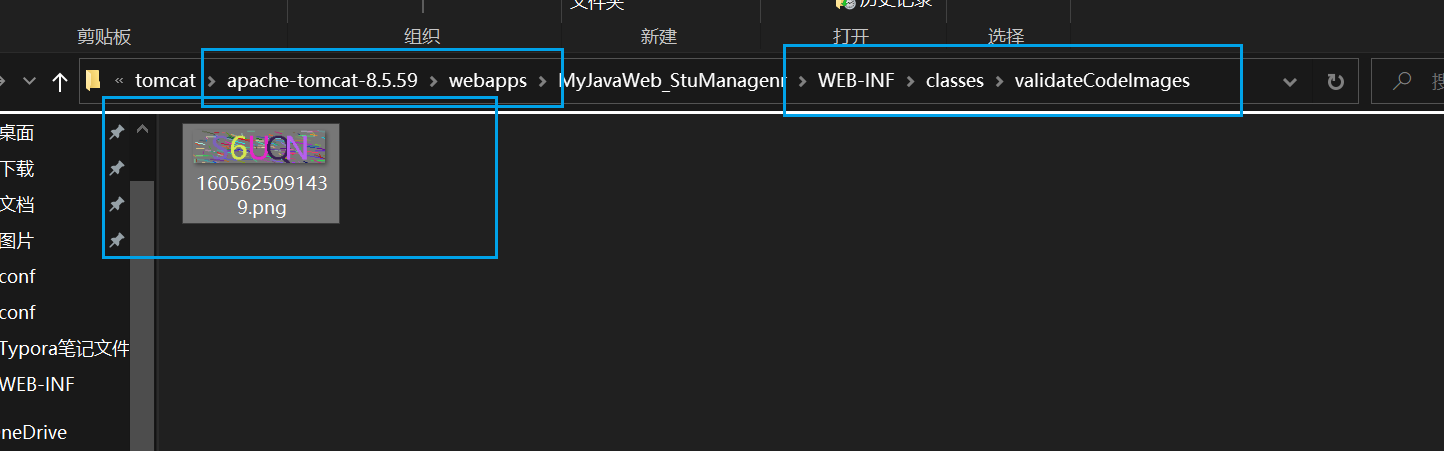 文件夹
历史记录
剪贴板
组织
新建
打开
选择
« tomcat > apache-tomcat-8.5.59 > webapps > MyJavaWeb_StuManagem > WEB-INF > classes > validateCodeImages
桌面
下载
文档
图片
conf
conf
Typora笔记文件
WEB-INF
neDrive
6UQN
160562509143
9.png